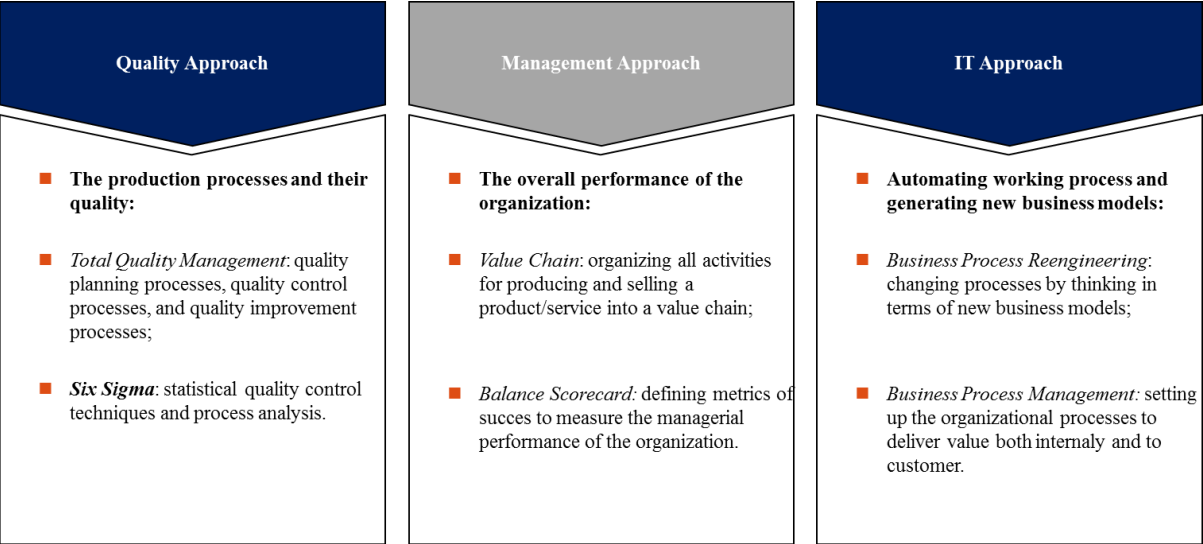 Quality Approach
The production processes and their
quality:
Total Quality Management: quality
planning processes, quality control
processes, and quality improvement
processes;
Six Sigma: statistical quality control
techniques and process analysis.
Management Approach
The overall performance of the
organization:
Value Chain: organizing all activities
for producing and selling a
product/service into a value chain;
Balance Scorecard: defining metrics of
succes to measure the managerial
performance of the organization.
IT Approach
Automating working process and
generating new business models:
Business Process Reengineering:
changing processes by thinking in
terms of new business models;
Business Process Management: setting
up the organizational processes to
deliver value both internaly and to
customer.